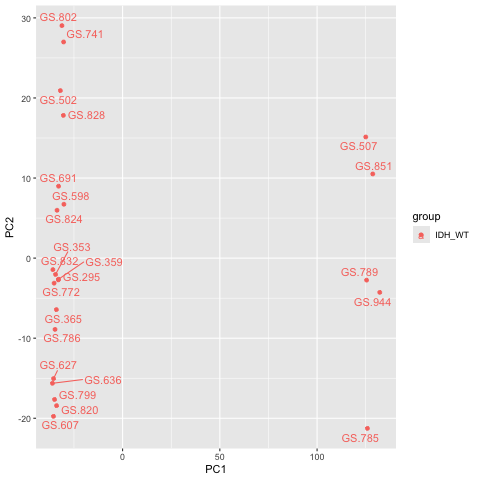 GS.802
GS.741
GS.502
GS.828
GS.507
GS.851
GS.691
GS.598
GS.824
GS.353
GS.832
GS.359
GS.295
GS.772
GS.789
GS.944
GS.365
GS.786
GS.627
GS.636
GS.799
GS.820
GS.607
GS.785
30
20
10
0
-10
-20
PC2
0
50
100
PC1
group
a
IDH_WT